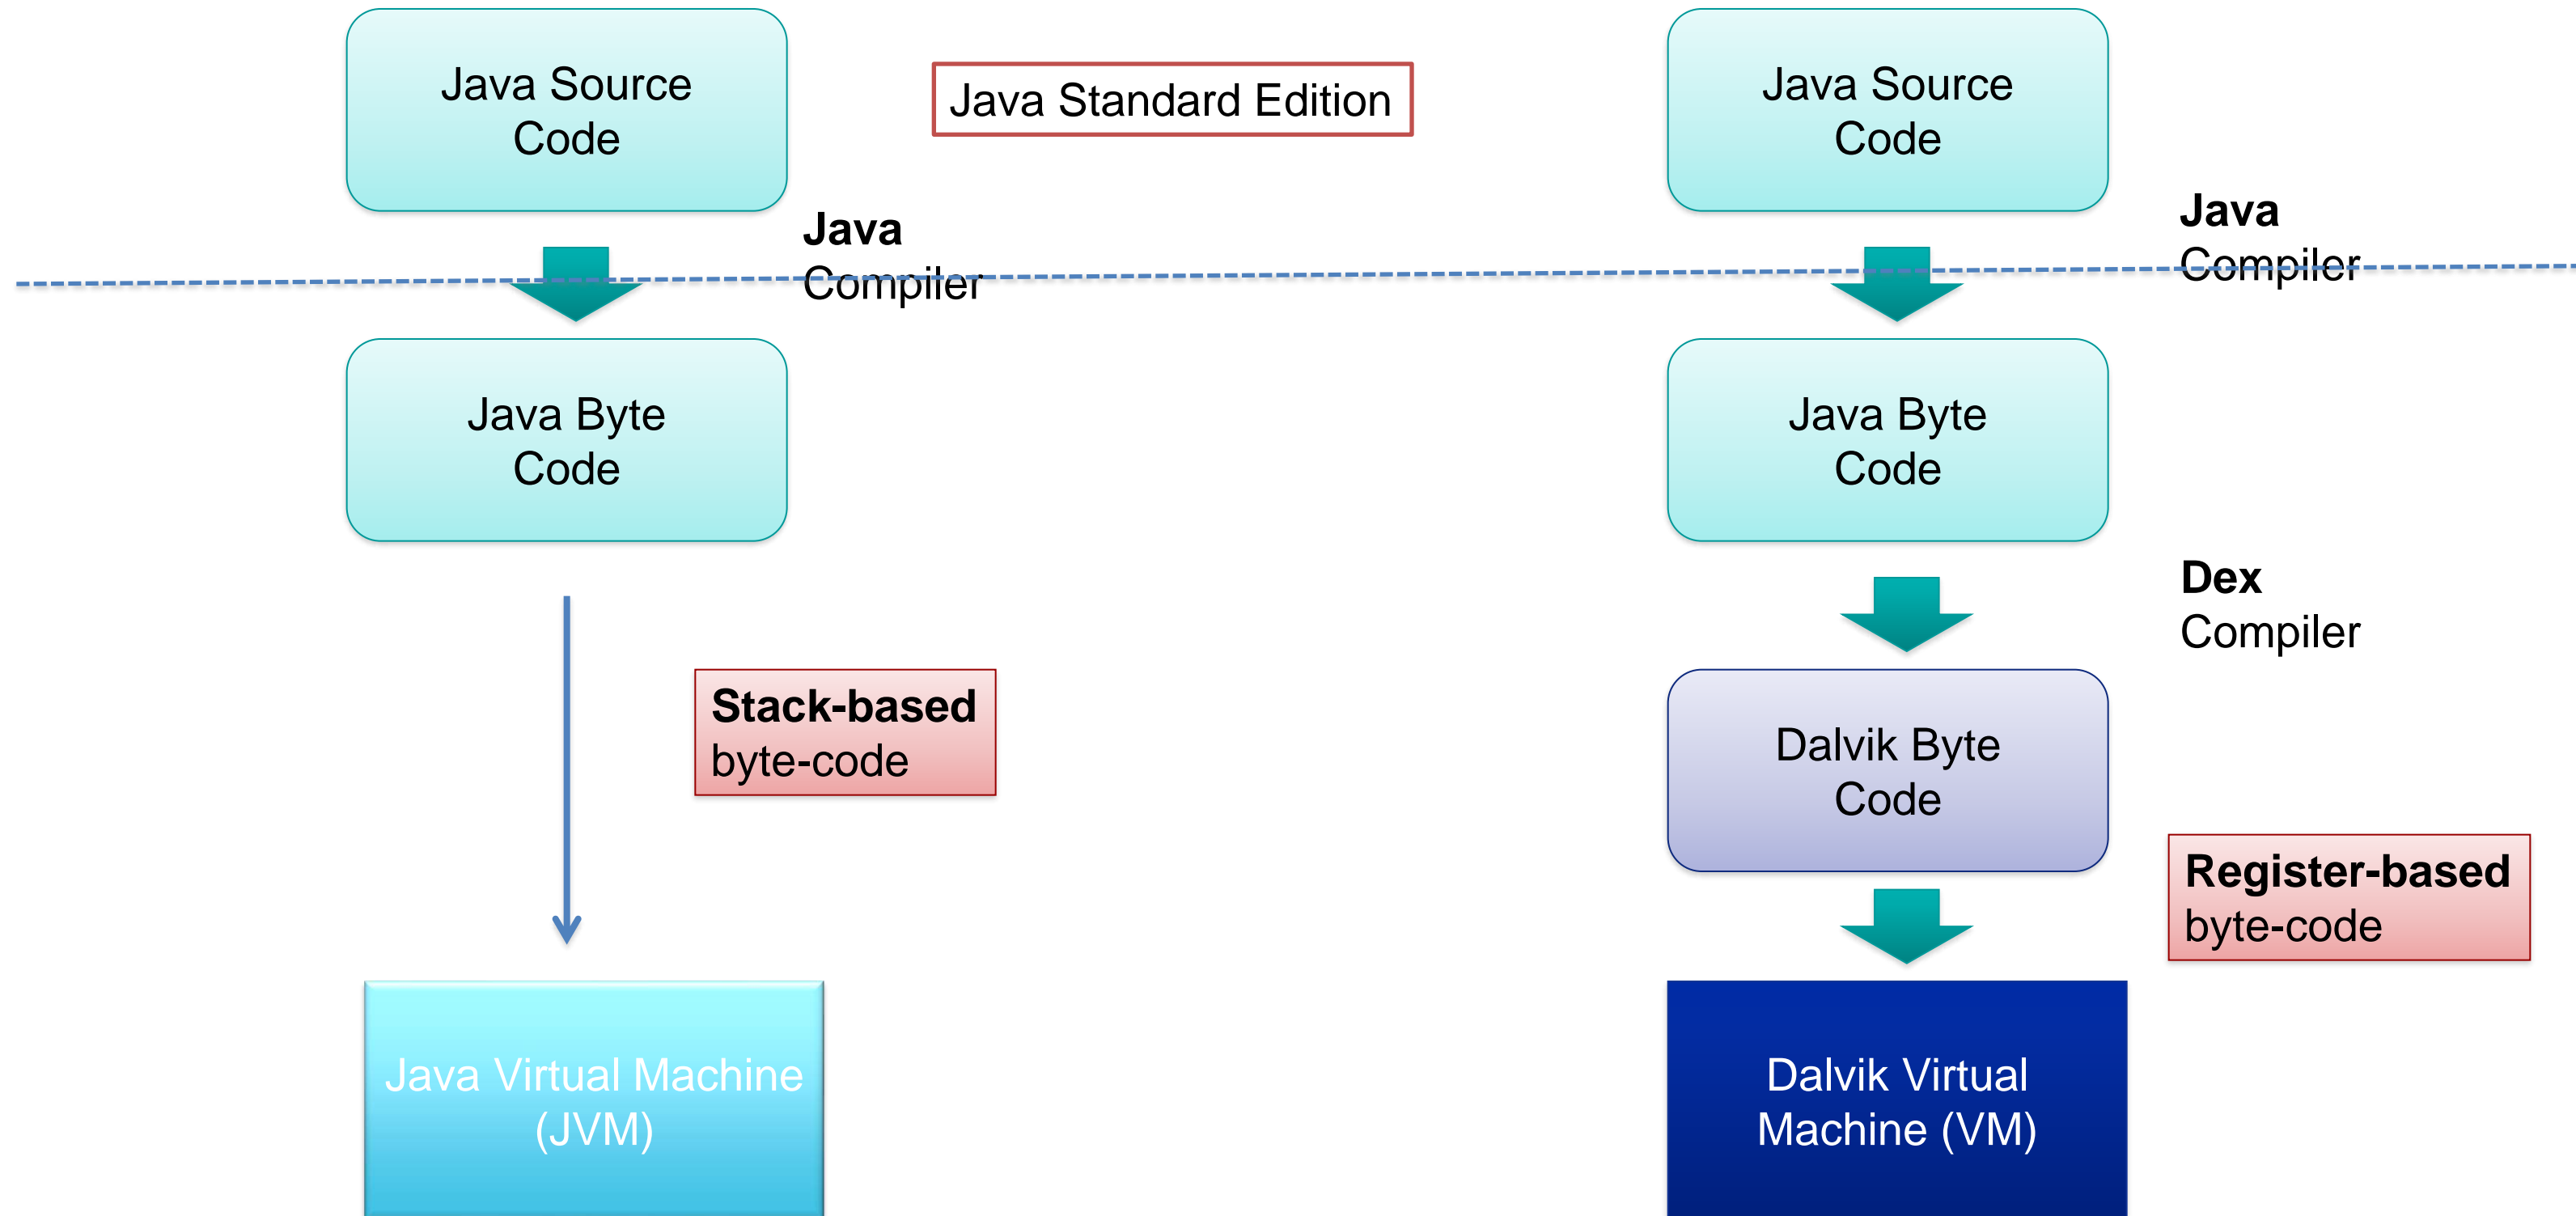 Java Source
Code
Java Standard Edition
Java Source
Code
Java
Compiler
Java
Compiler
Java Byte
Code
Java Byte
Code
Dex
Compiler
Stack-based
byte-code
Dalvik Byte
Code
Register-based
byte-code
Java Virtual Machine
(JVM)
Dalvik Virtual
Machine (VM)